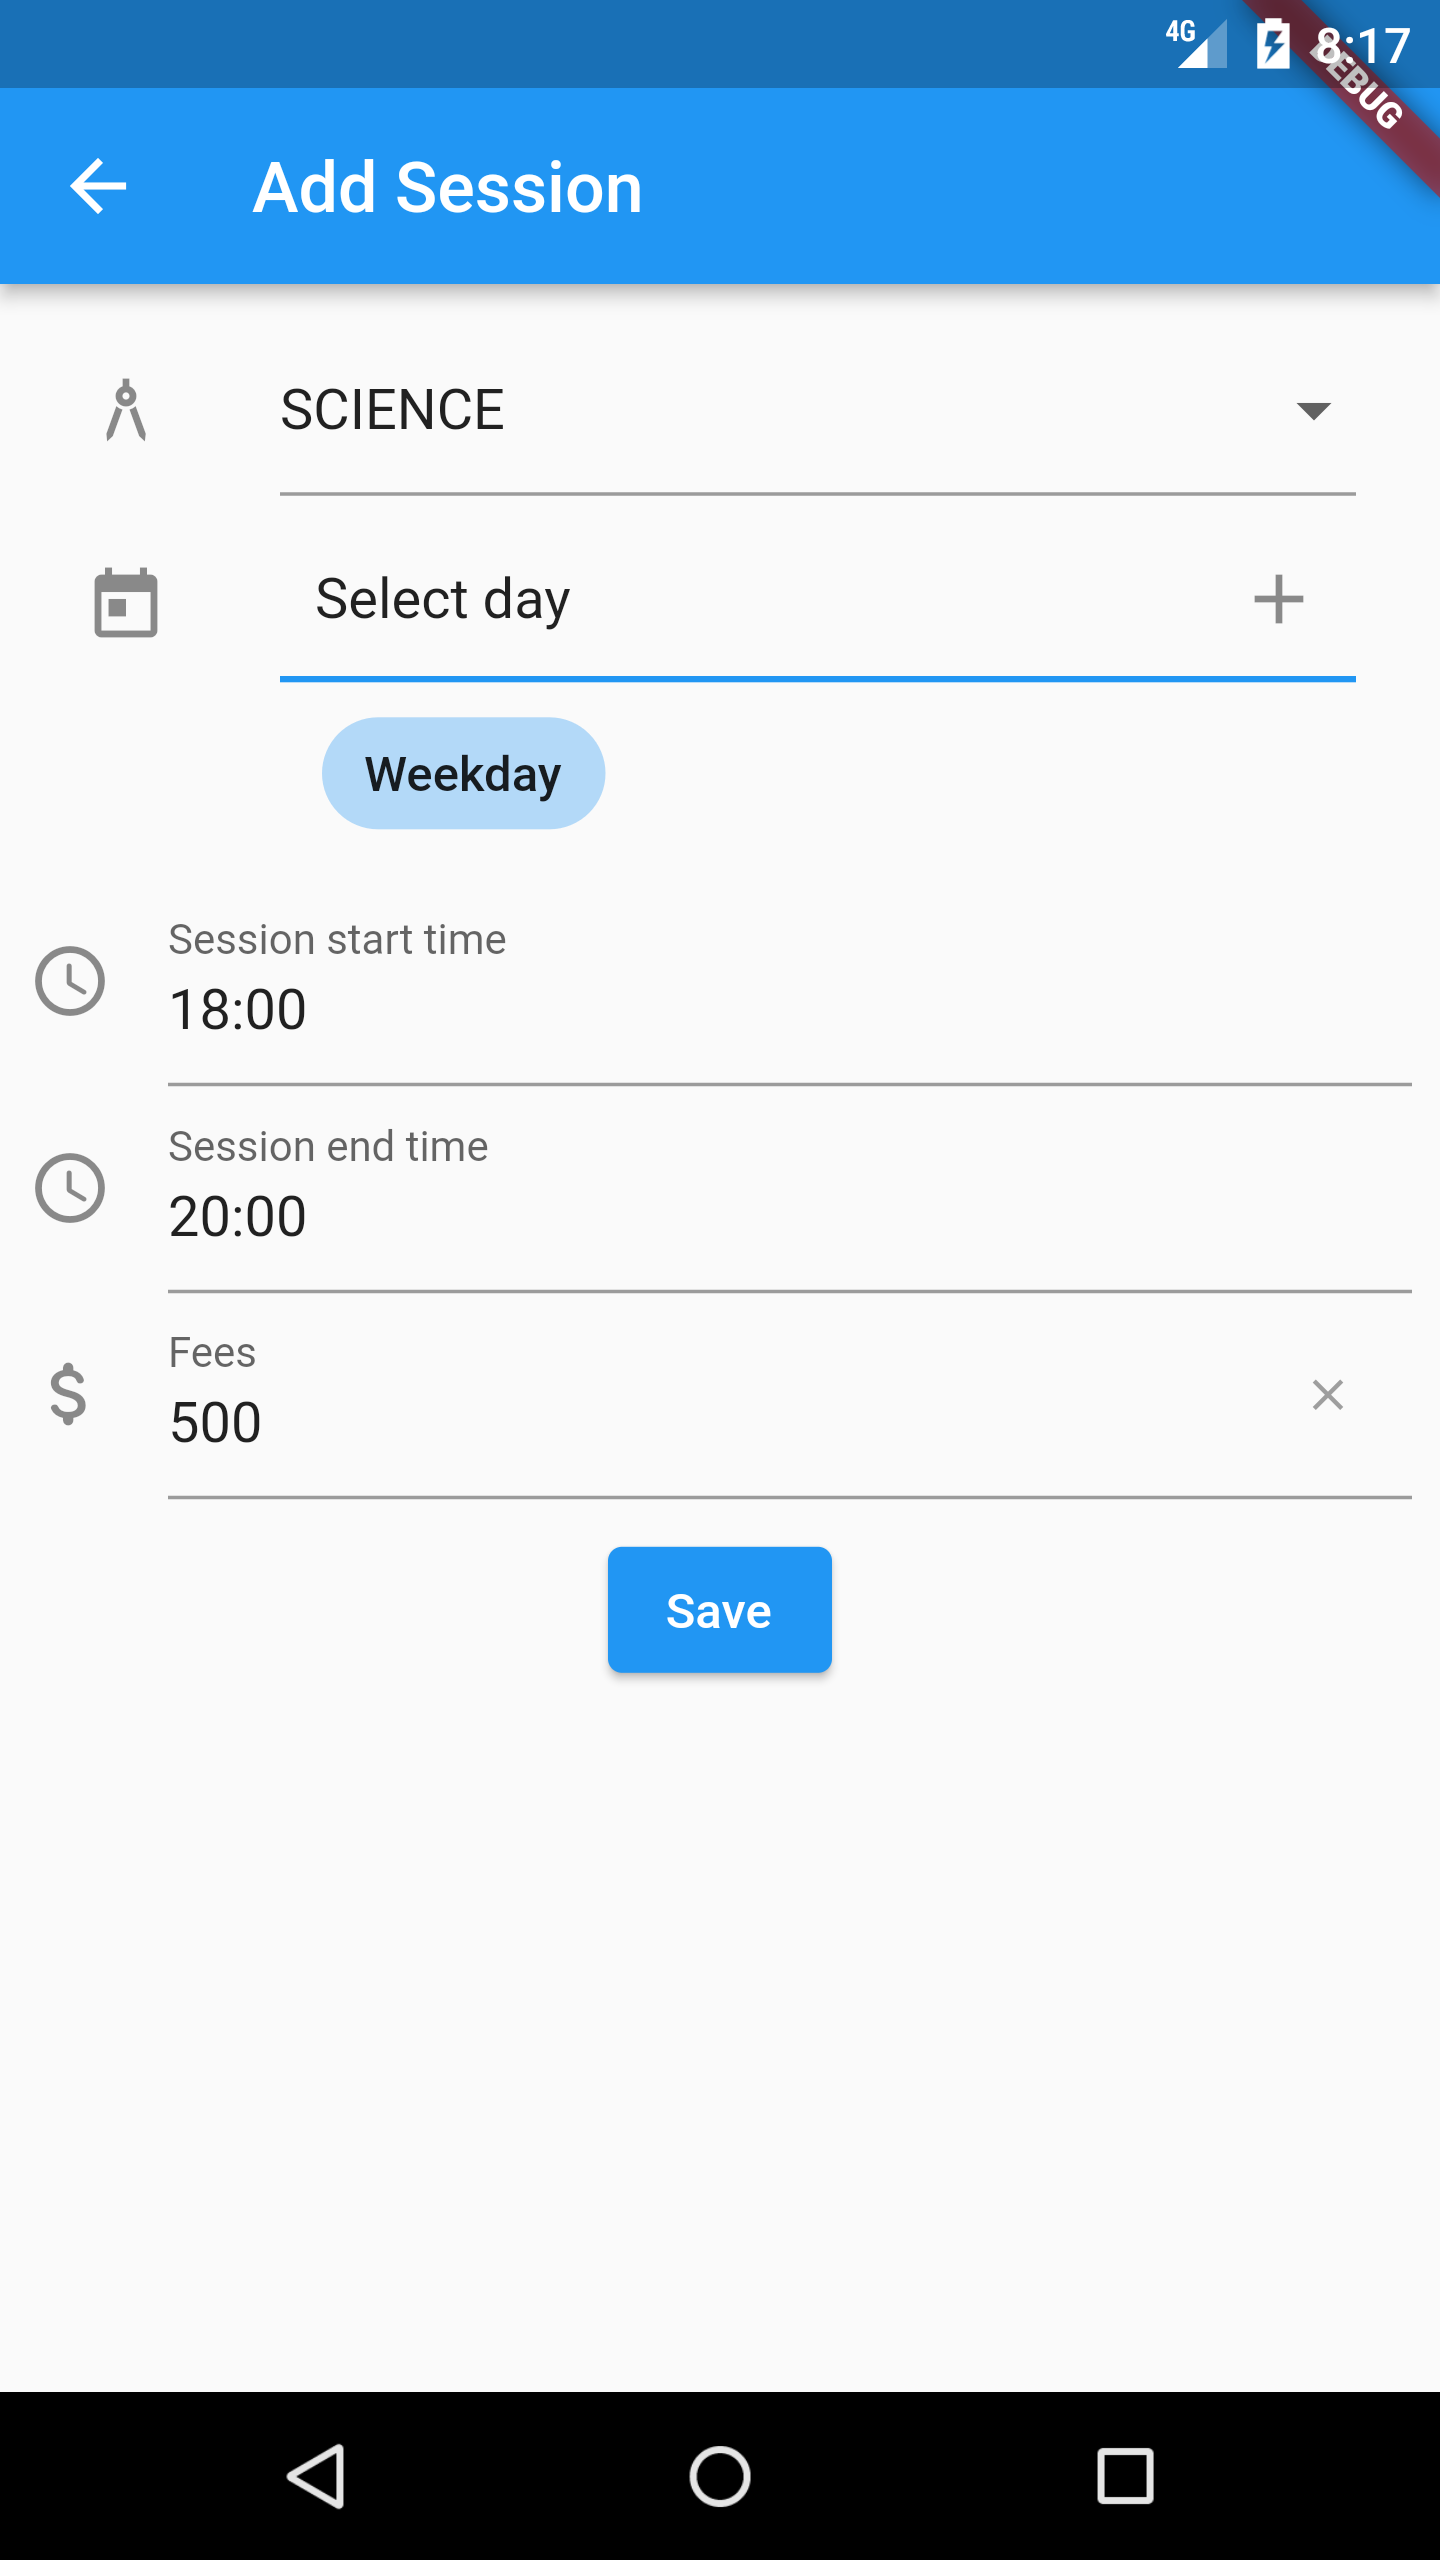 4G 8:17
DEBUG
Add Session
SCIENCE
Select day
Weekday
Session start time
18:00
Session end time
20:00
Fees
500
Save